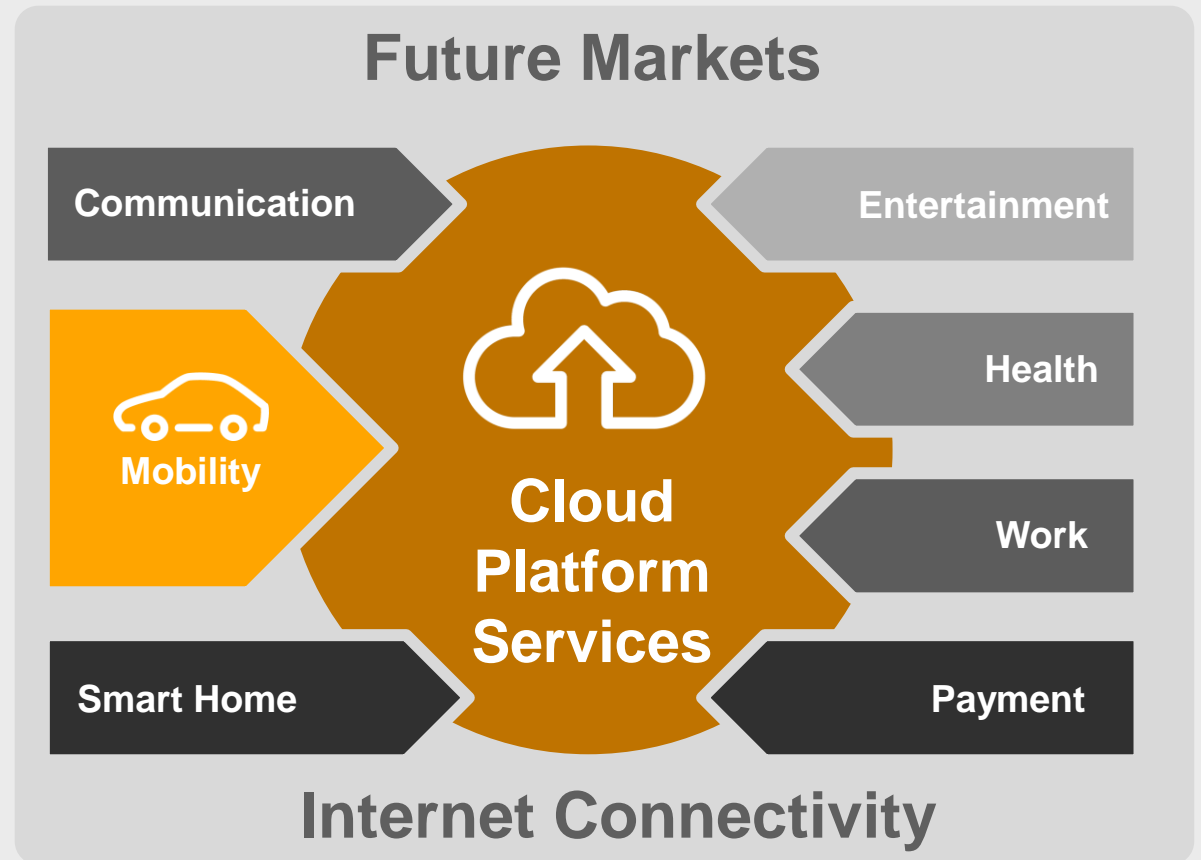 Future Markets
Communication
Entertainment
Mobility
Health
Cloud
Platform
Services
Work
Smart Home
Payment
Internet Connectivity